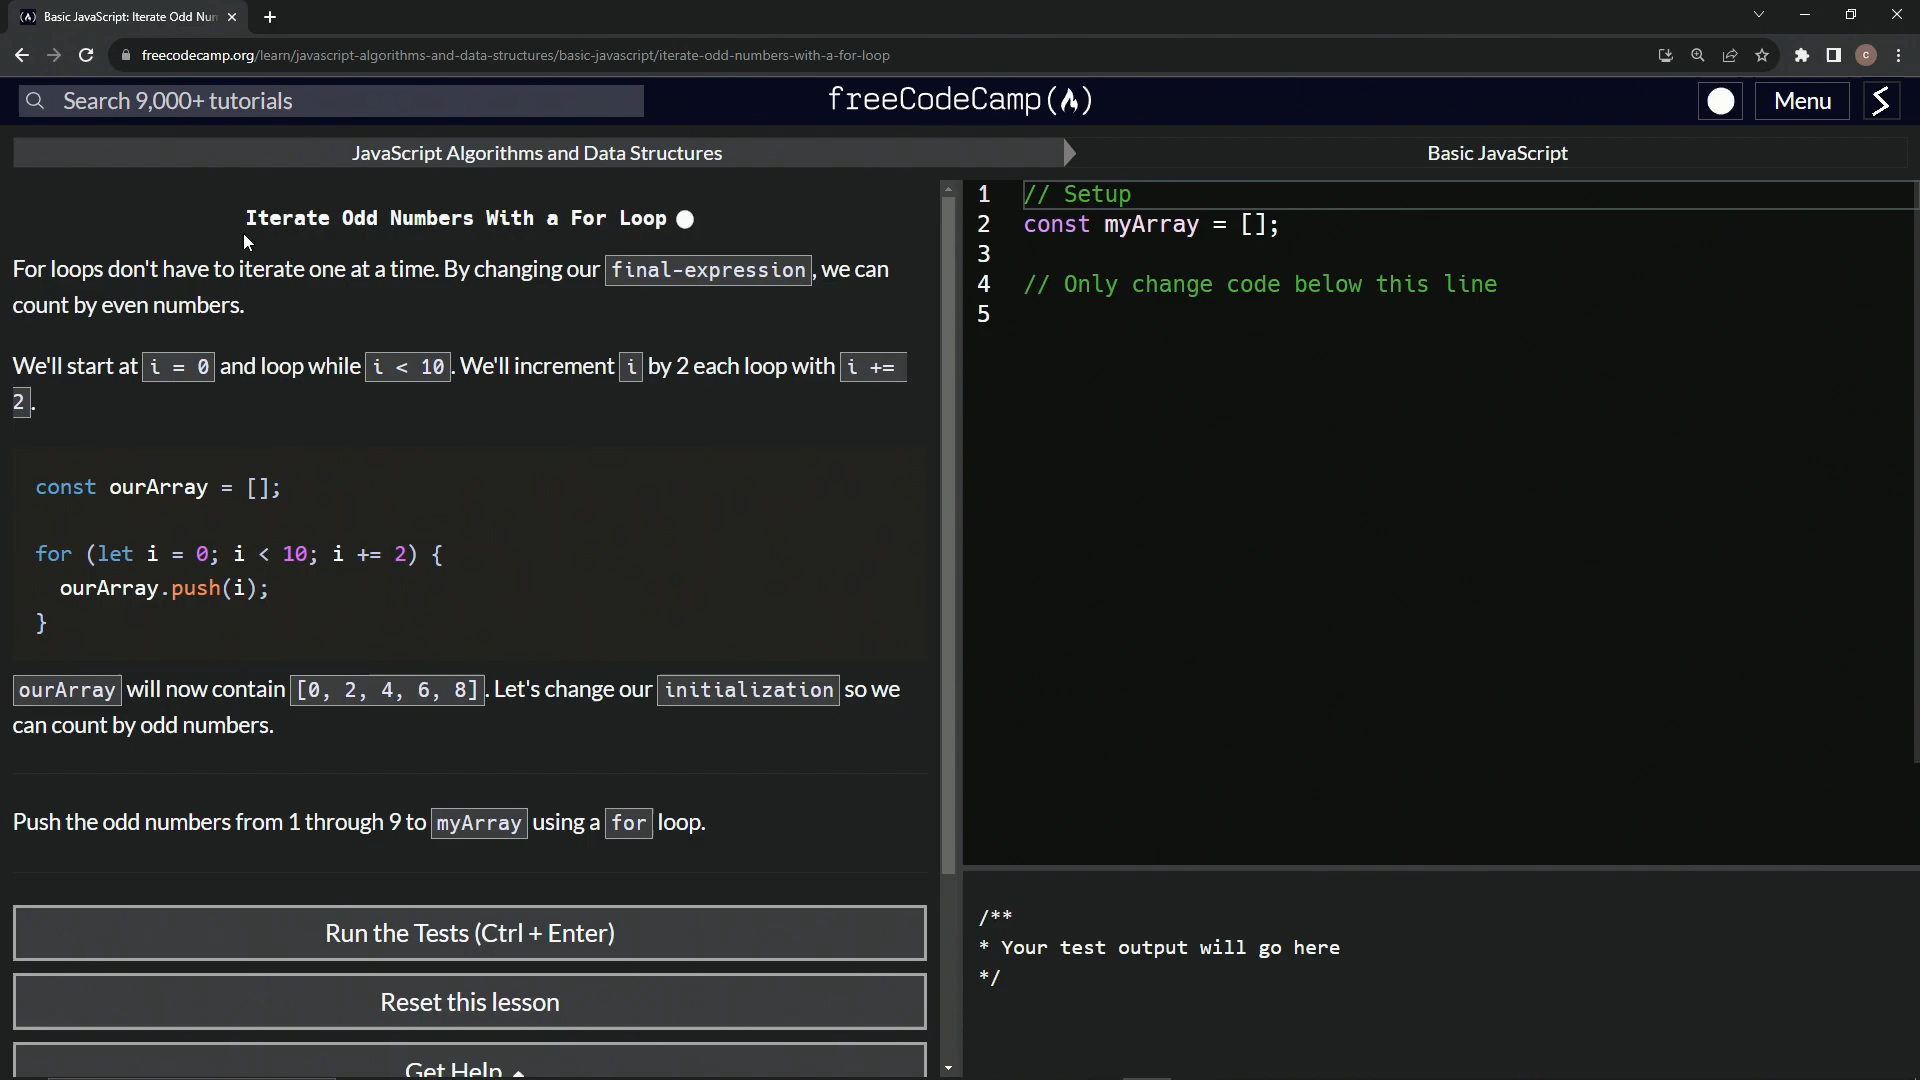 Basic JavaScript: Iterate Odd Num
freecodecamp.org/learn/javascript-algorithms-and-data-structures/basic-javascript/iterate-odd-numbers-with-a-for-loop
c
Search 9,000+ tutorials
freeCodeCamp
Menu
JavaScript Algorithms and Data Structures
Basic JavaScript
Iterate Odd Numbers With a For Loop
For loops don't have to iterate one at a time. By changing our final-expression, we can
count by even numbers.
We'll start at i = 0 and loop while i < 10. We'll increment i by 2 each loop with i +=
2.
const ourArray = [];
for (let i = 0; i < 10; i += 2) {
ourArray.push(i);
}
ourArray will now contain [0, 2, 4, 6, 8]. Let's change our initialization so we
can count by odd numbers.
Push the odd numbers from 1 through 9 to myArray using a for loop.
Run the Tests (Ctrl + Enter)
Reset this lesson
Get Help
1 // Setup
2 const myArray = [];
3
4 // Only change code below this line
5
/**
* Your test output will go here
*/